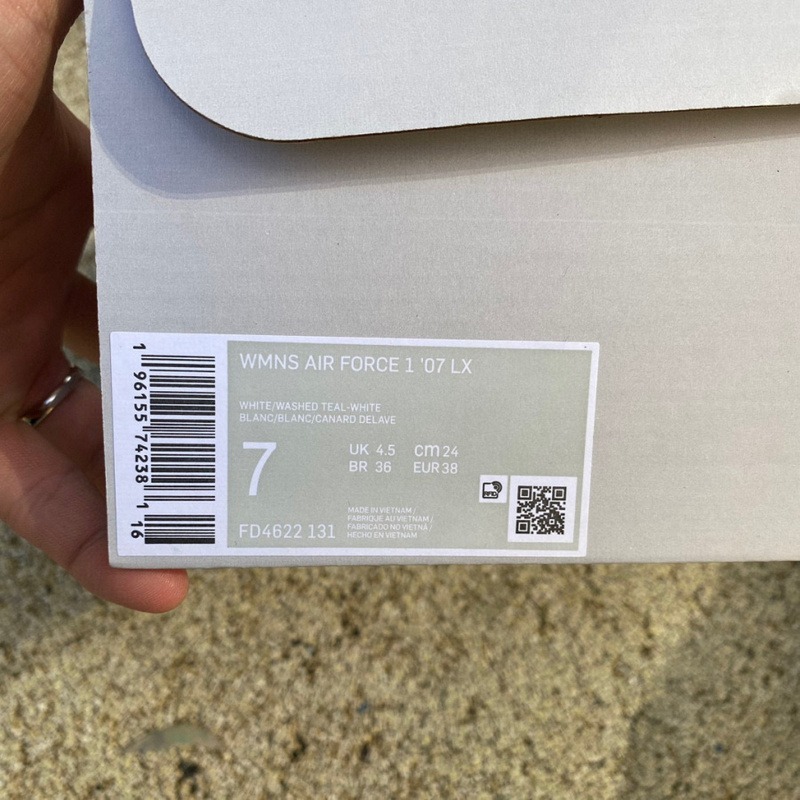 1 96155 74238 1 16
WMNS AIR FORCE 1 '07 LX
WHITE/WASHED TEAL-WHITE
BLANC/BLANC/CANARD DELAVE
7
UK 4.5 cm 24
BR 36 EUR 38
MADE IN VIETNAM /
FABRIQUE AU VIETNAM /
FABRICADO NO VIETNÃ /
HECHO EN VIETNAM
FD4622 131